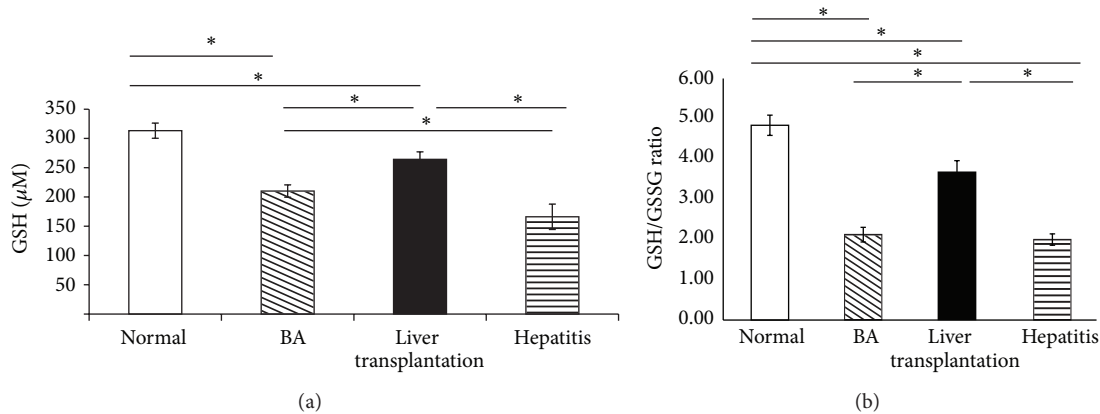 *
*
*
*
*
350
300
250
200
150
100
50
GSH (μM)
Normal
BA
Liver
transplantation
Hepatitis
(a)
*
*
*
*
*
6.00
5.00
4.00
3.00
2.00
1.00
0.00
GSH/GSSG ratio
Normal
BA
Liver
transplantation
Hepatitis
(b)